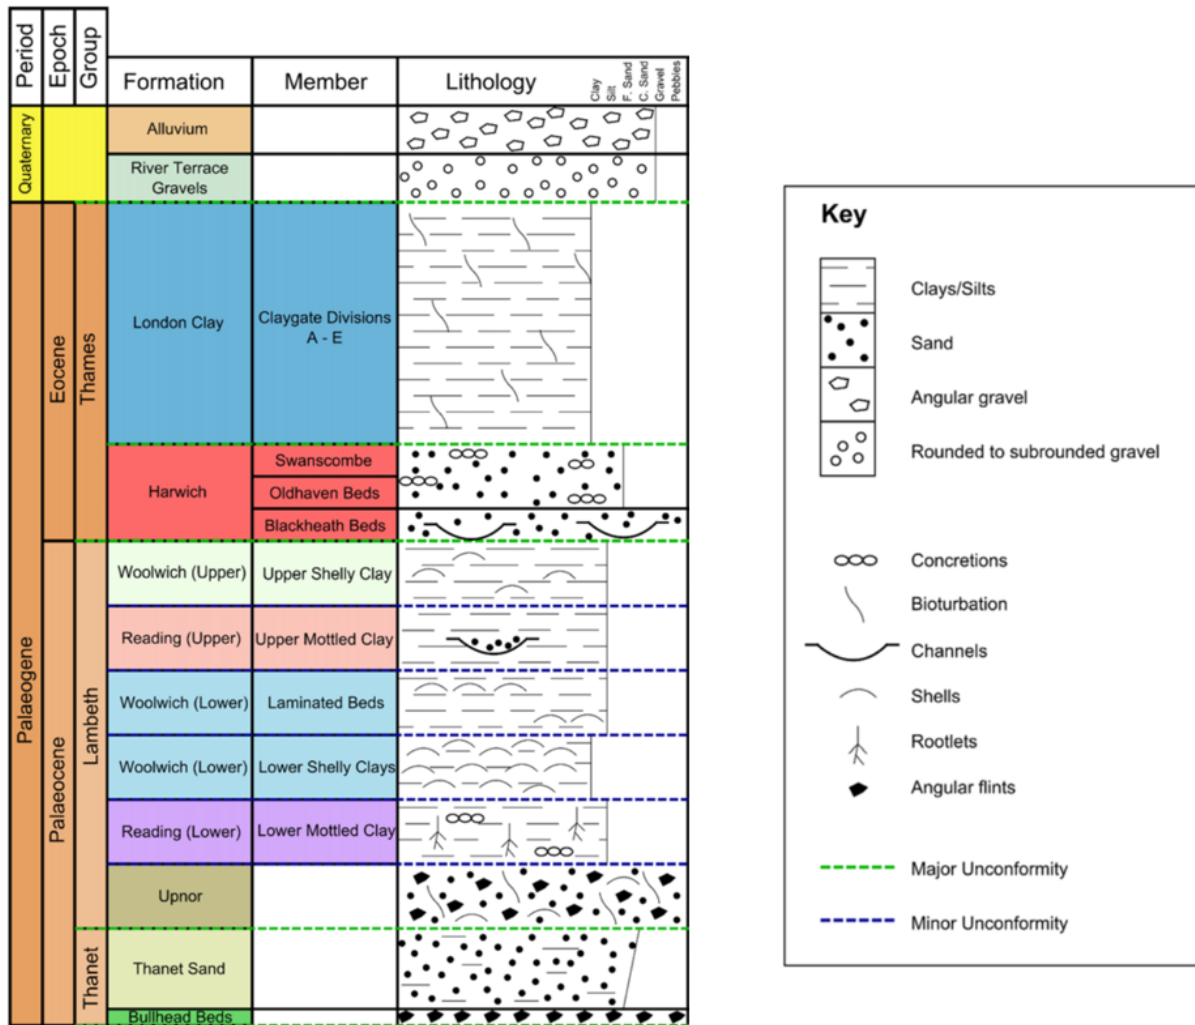 Period
Epoch
Group
Formation
Member
Lithology
Clay
Silt
F. Sand
C. Sand
Gravel
Pebbles
Quaternary
Alluvium
River Terrace
Gravels
Palaeogene
Eocene
Thames
London Clay
Claygate Divisions
A - E
Harwich
Swanscombe
Oldhaven Beds
Blackheath Beds
Palaeocene
Lambeth
Woolwich (Upper)
Upper Shelly Clay
Reading (Upper)
Upper Mottled Clay
Woolwich (Lower)
Laminated Beds
Woolwich (Lower)
Lower Shelly Clays
Reading (Lower)
Lower Mottled Clay
Upnor
Thanet
Thanet Sand
Bullhead Beds
Key
Clays/Silts
Sand
Angular gravel
Rounded to subrounded gravel
Concretions
Bioturbation
Channels
Shells
Rootlets
Angular flints
Major Unconformity
Minor Unconformity